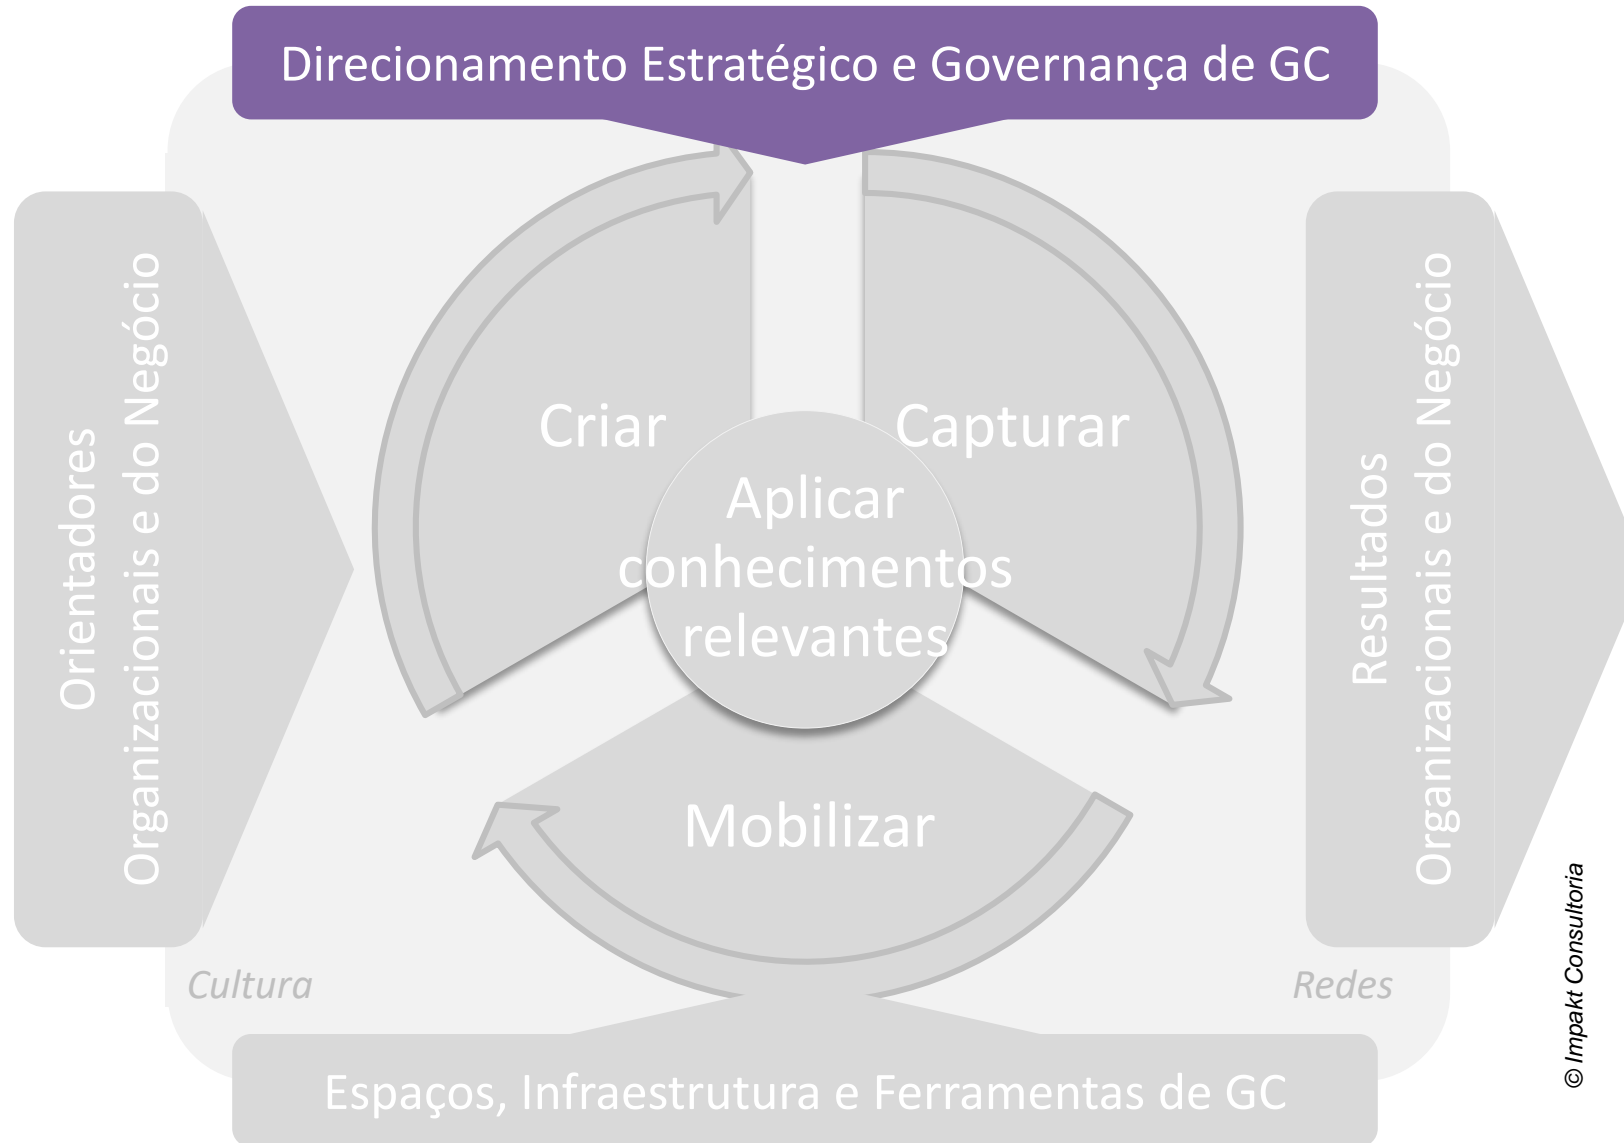 Direcionamento Estratégico e Governança de GC
Orientadores
Organizacionais e do Negócio
Criar
Capturar
Aplicar
conhecimentos
relevantes
Mobilizar
Resultados
Organizacionais e do Negócio
Cultura
Redes
Espaços, Infraestrutura e Ferramentas de GC
© Impakt Consultoria